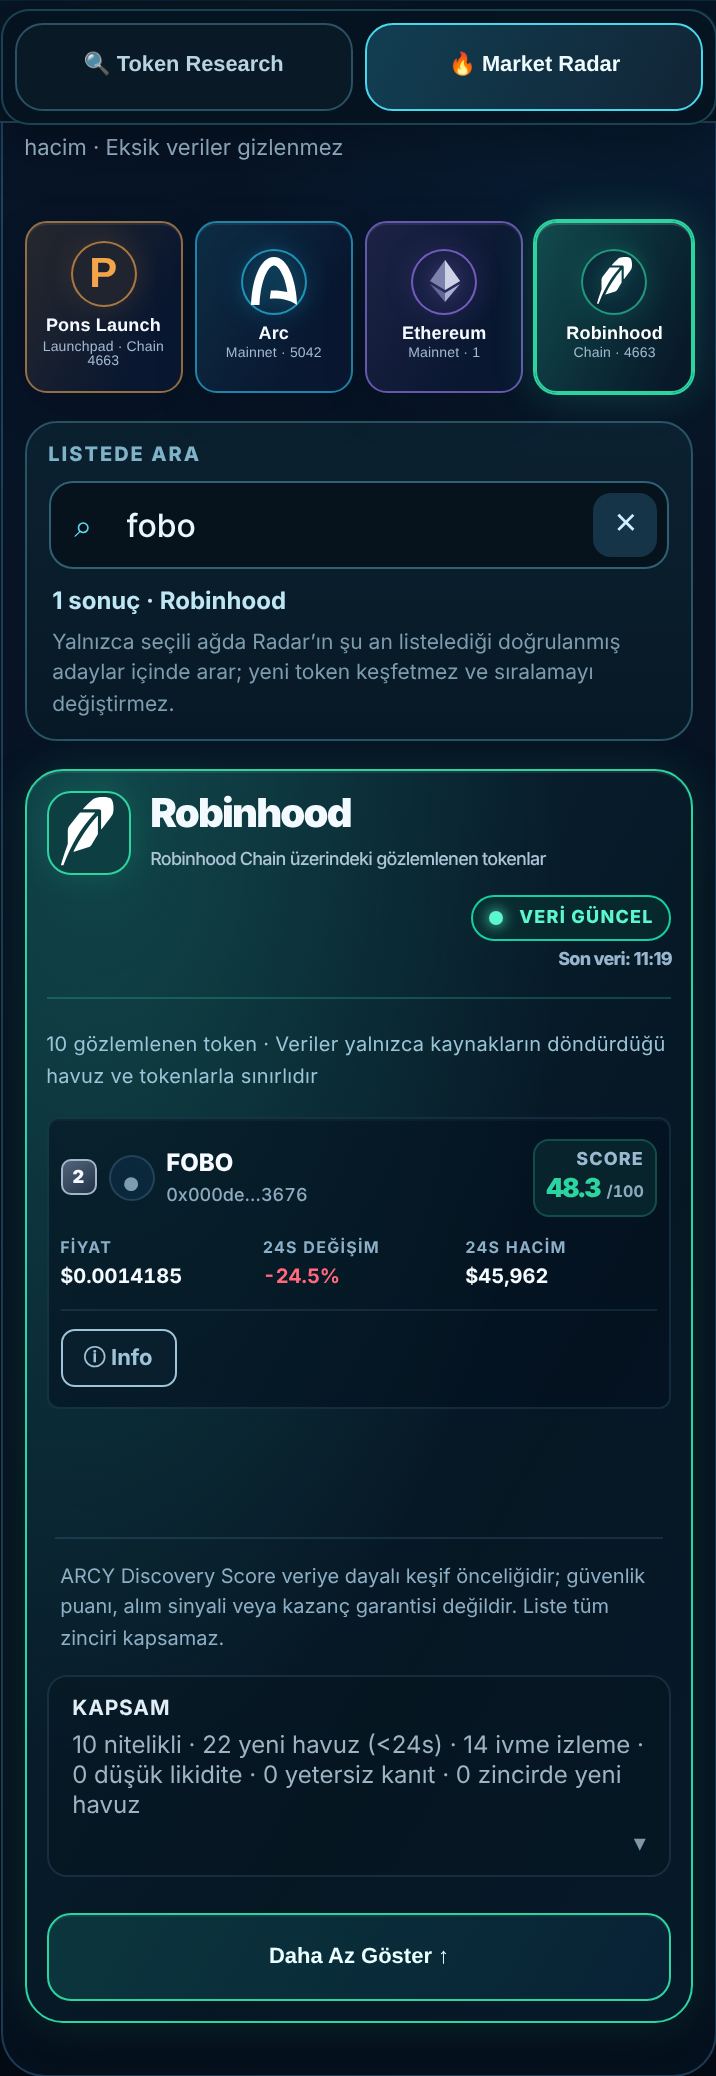 🔍 Token Research
🔥 Market Radar
hacim · Eksik veriler gizlenmez
P
Pons Launch
Launchpad · Chain
4663
Arc
Mainnet · 5042
Ethereum
Mainnet · 1
Robinhood
Chain · 4663
LISTEDE ARA
⌕ fobo ✕
1 sonuç · Robinhood
Yalnızca seçili ağda Radar’ın şu an listelediği doğrulanmış
adaylar içinde arar; yeni token keşfetmez ve sıralamayı
değiştirmez.
Robinhood
Robinhood Chain üzerindeki gözlemlenen tokenlar
VERİ GÜNCEL
Son veri: 11:19
10 gözlemlenen token · Veriler yalnızca kaynakların döndürdüğü
havuz ve tokenlarla sınırlıdır
2
FOBO
0x000de...3676
SCORE
48.3 /100
FİYAT
$0.0014185
24S DEĞİŞİM
-24.5%
24S HACİM
$45,962
ⓘ Info
ARCY Discovery Score veriye dayalı keşif önceliğidir; güvenlik
puanı, alım sinyali veya kazanç garantisi değildir. Liste tüm
zinciri kapsamaz.
KAPSAM
10 nitelikli · 22 yeni havuz (<24s) · 14 ivme izleme ·
0 düşük likidite · 0 yetersiz kanıt · 0 zincirde yeni
havuz
▼
Daha Az Göster ↑